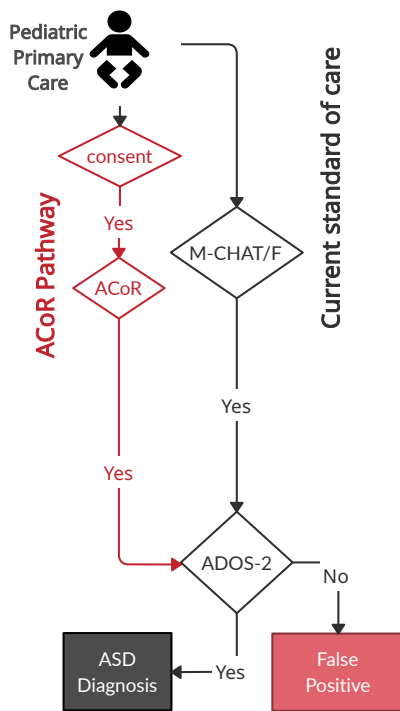 Pediatric
Primary
Care
consent
Yes
ACoR
Yes
ACoR Pathway
M-CHAT/F
Yes
Current standard of care
ADOS-2
No
Yes
ASD
Diagnosis
False
Positive